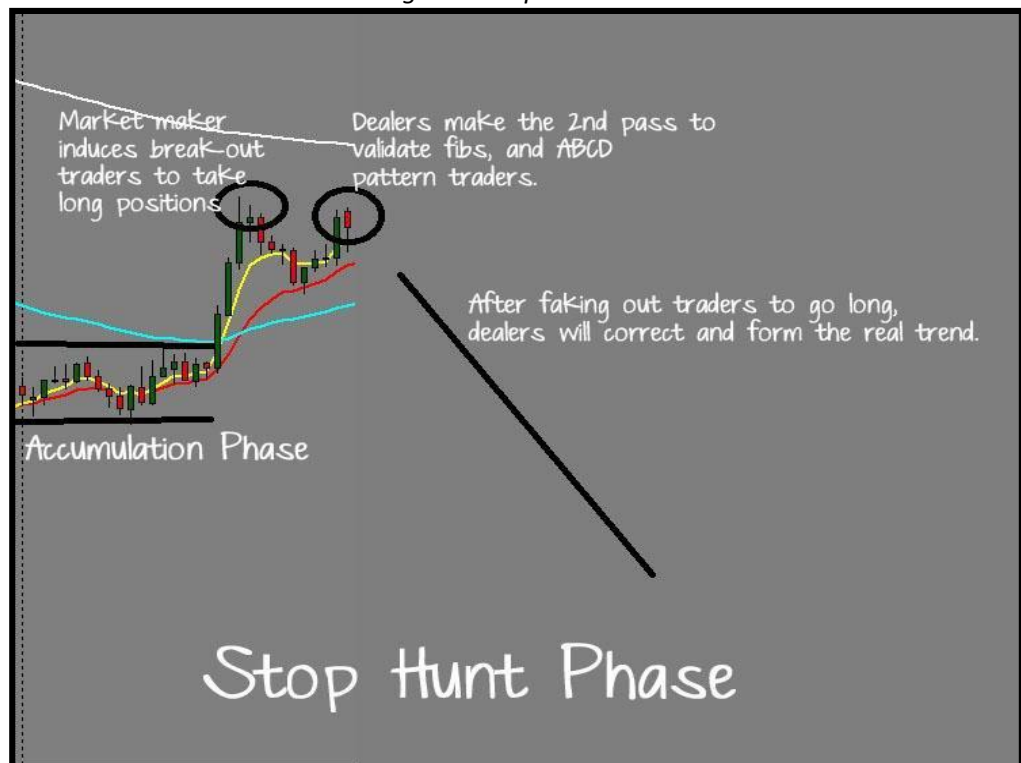 Market maker
induces break-out
traders to take
long positions
Dealers make the 2nd pass to
validate fibs, and ABCD
pattern traders.
After faking out traders to go long,
dealers will correct and form the real trend.
Accumulation Phase
Stop Hunt Phase